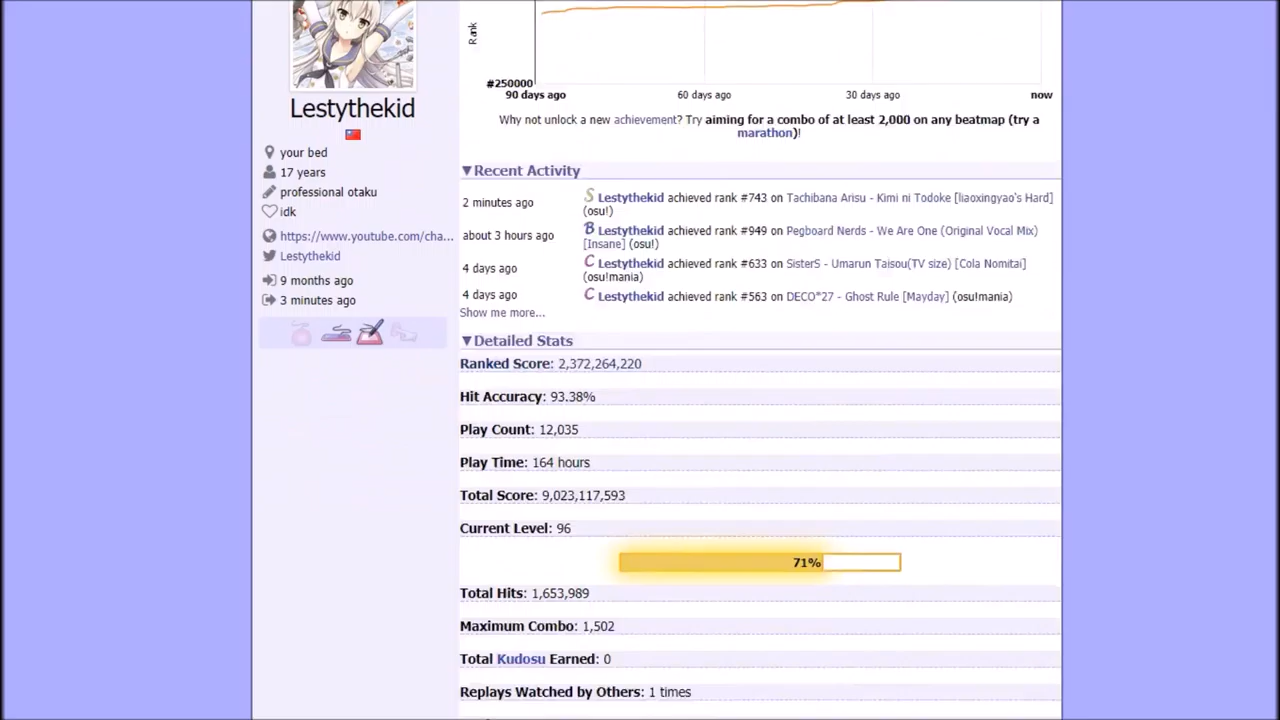 Lestythekid
your bed
17 years
professional otaku
idk
https://www.youtube.com/cha...
Lestythekid
9 months ago
3 minutes ago
Rank
#250000
90 days ago 60 days ago 30 days ago now
Why not unlock a new achievement? Try aiming for a combo of at least 2,000 on any beatmap (try a
marathon)!
▼Recent Activity
2 minutes ago S Lestythekid achieved rank #743 on Tachibana Arisu - Kimi ni Todoke [liaoxingyao's Hard]
(osu!)
about 3 hours ago B Lestythekid achieved rank #949 on Pegboard Nerds - We Are One (Original Vocal Mix)
[Insane] (osu!)
4 days ago C Lestythekid achieved rank #633 on SisterS - Umarun Taisou(TV size) [Cola Nomitai]
(osu!mania)
4 days ago C Lestythekid achieved rank #563 on DECO*27 - Ghost Rule [Mayday] (osu!mania)
Show me more...
▼Detailed Stats
Ranked Score: 2,372,264,220
Hit Accuracy: 93.38%
Play Count: 12,035
Play Time: 164 hours
Total Score: 9,023,117,593
Current Level: 96
71%
Total Hits: 1,653,989
Maximum Combo: 1,502
Total Kudosu Earned: 0
Replays Watched by Others: 1 times